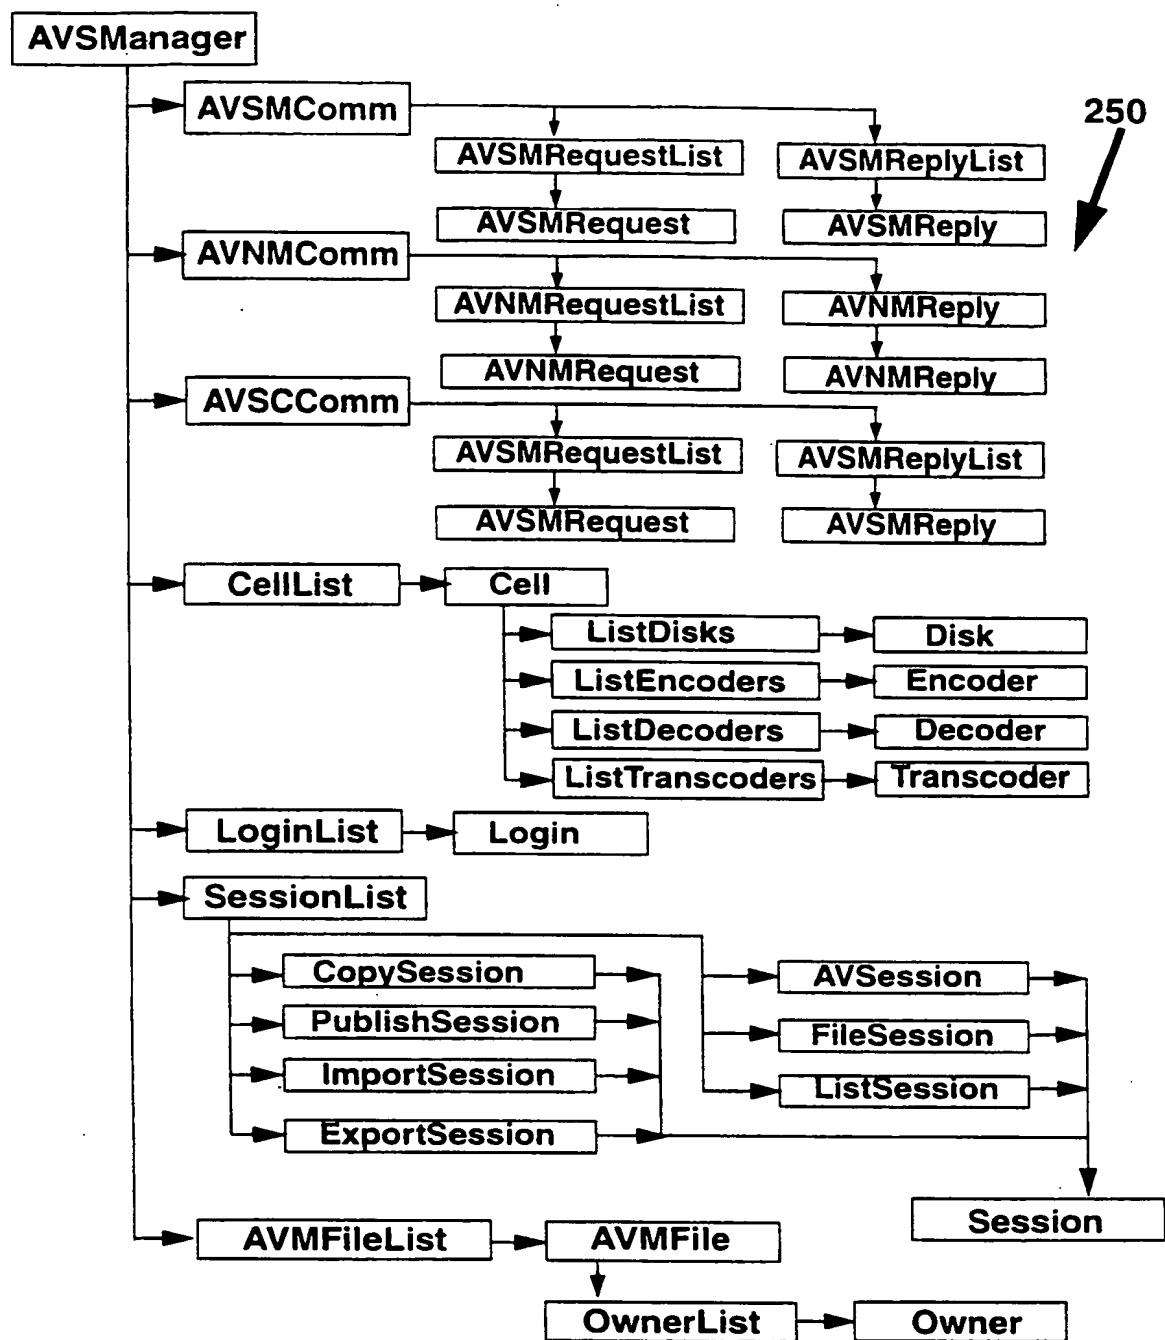 AVSManager
AVSMComm
250
AVSMRequestList
AVSMReplyList
AVSMRequest
AVSMReply
AVNMComm
AVNMRequestList
AVNMReply
AVNMRequest
AVNMReply
AVSCComm
AVSMRequestList
AVSMReplyList
AVSMRequest
AVSMReply
CellList
Cell
ListDisks
Disk
ListEncoders
Encoder
ListDecoders
Decoder
ListTranscoders
Transcoder
LoginList
Login
SessionList
CopySession
AVSession
PublishSession
FileSession
ImportSession
ListSession
ExportSession
Session
AVMFileList
AVMFile
OwnerList
Owner